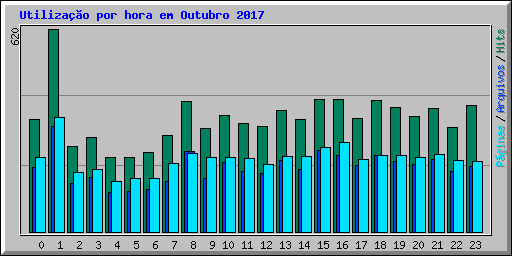 Utilização por hora em Outubro 2017
620
Páginas / Arquivos / Hits
0 1 2 3 4 5 6 7 8 9 10 11 12 13 14 15 16 17 18 19 20 21 22 23